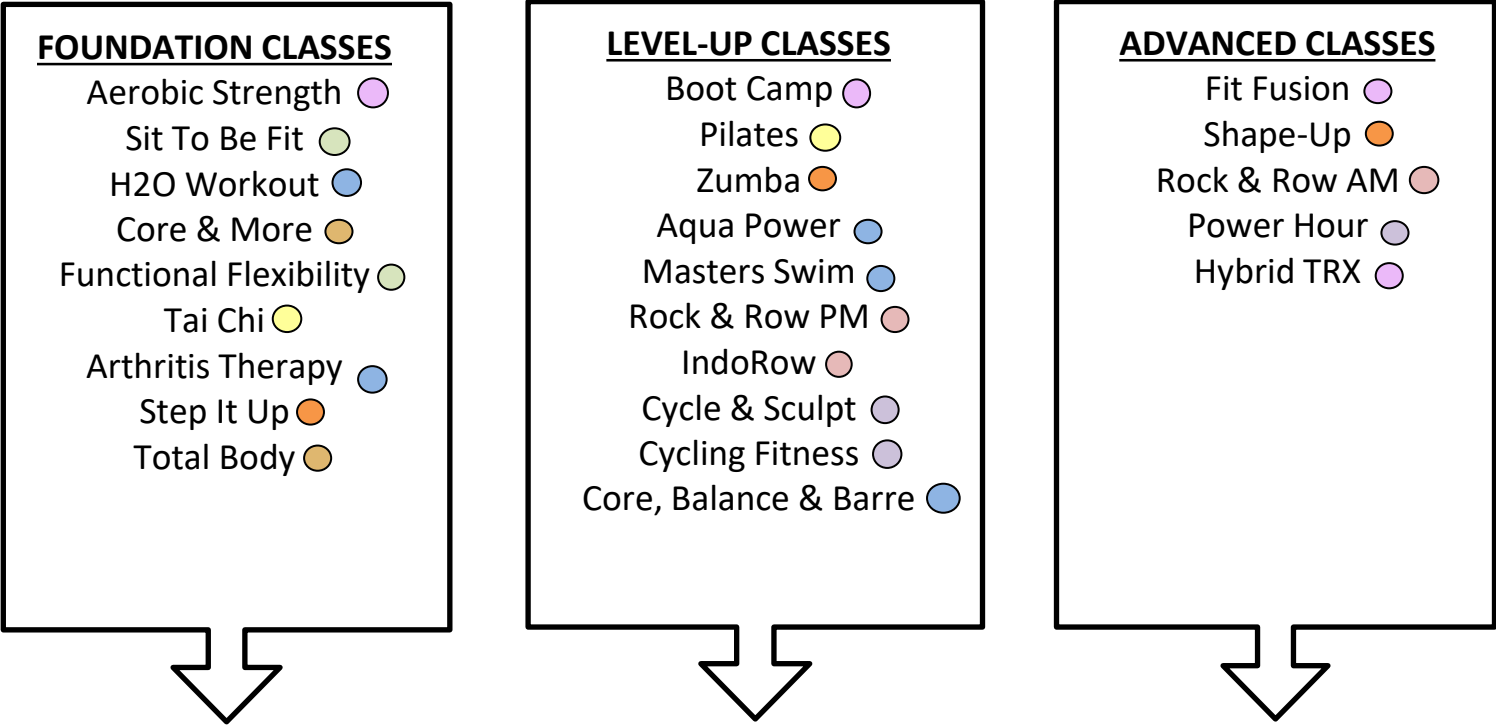 FOUNDATION CLASSES
Aerobic Strength
Sit To Be Fit
H2O Workout
Core & More
Functional Flexibility
Tai Chi
Arthritis Therapy
Step It Up
Total Body
LEVEL-UP CLASSES
Boot Camp
Pilates
Zumba
Aqua Power
Masters Swim
Rock & Row PM
IndoRow
Cycle & Sculpt
Cycling Fitness
Core, Balance & Barre
ADVANCED CLASSES
Fit Fusion
Shape-Up
Rock & Row AM
Power Hour
Hybrid TRX